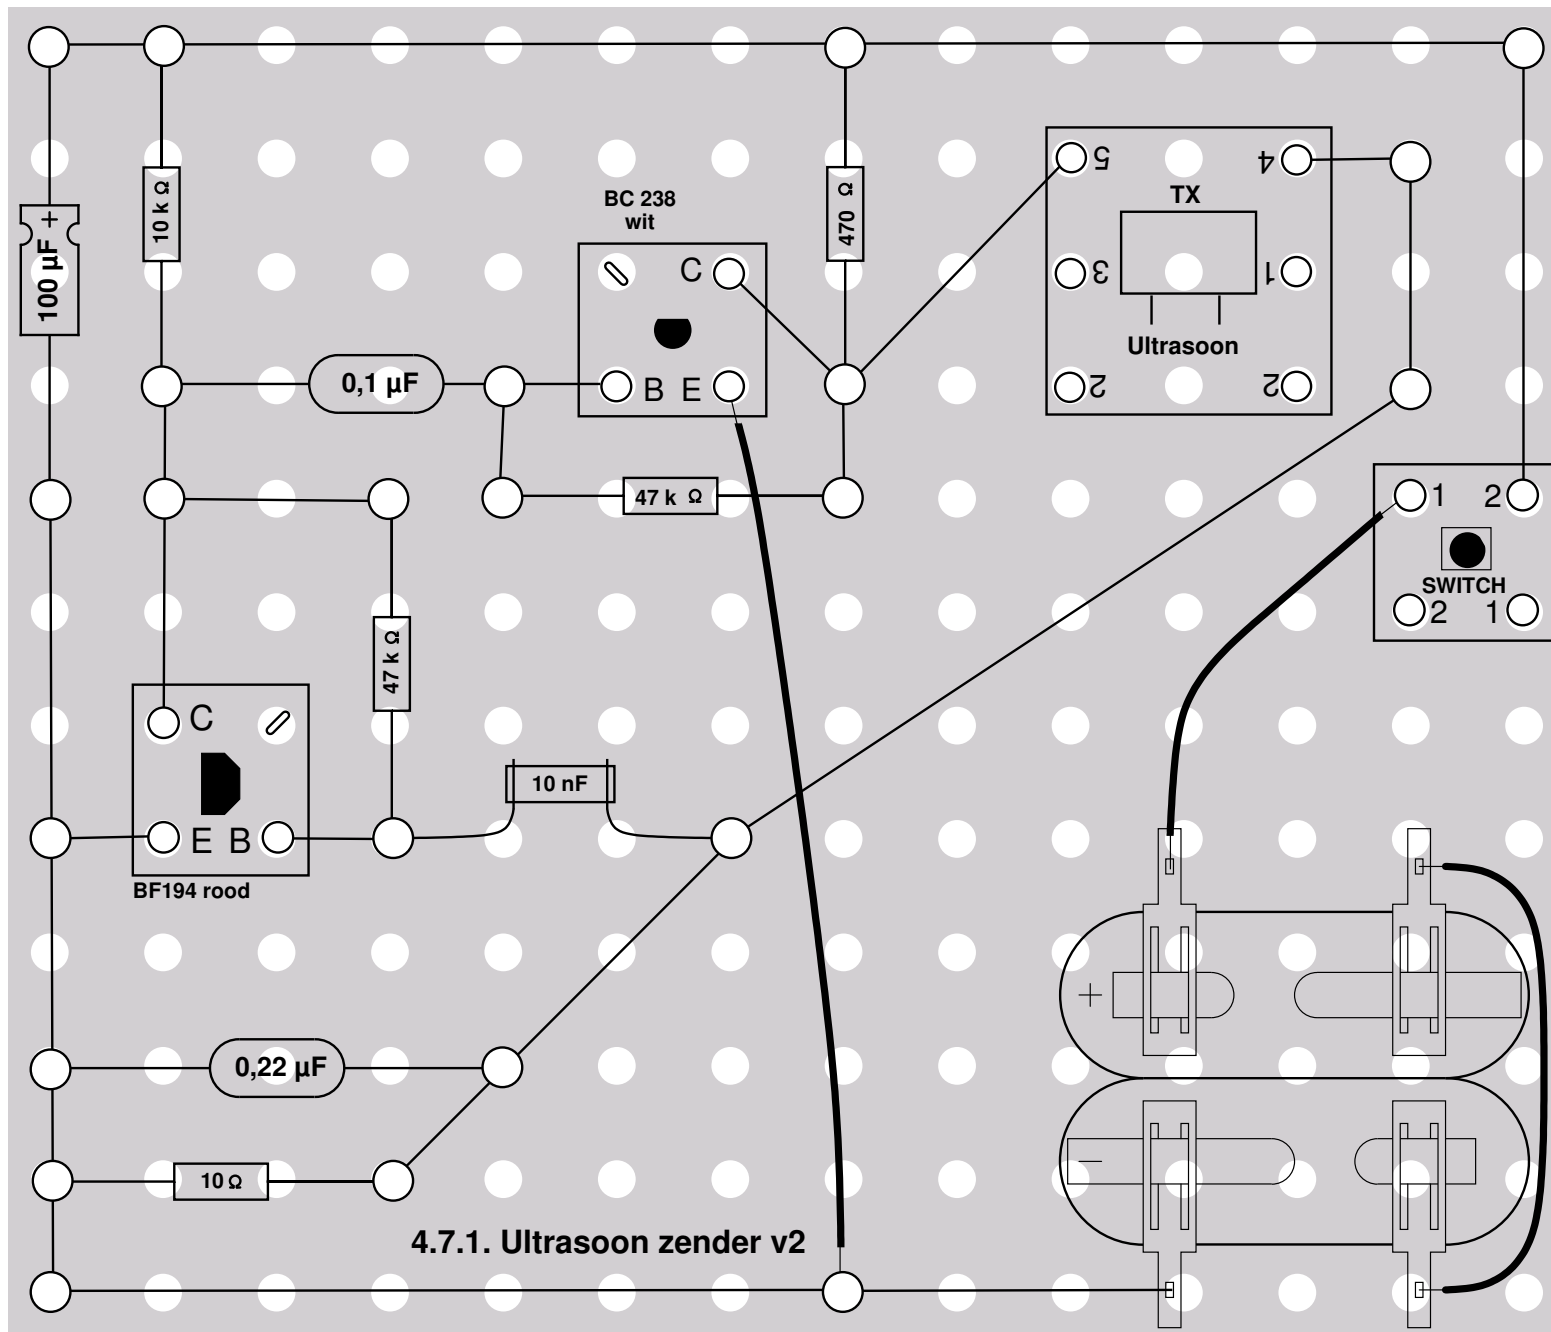 5
4
TX
10 k Ω
BC 238
wit
470 Ω
+
100 µF
C
3
1
Ultrasoon
0,1 µF
B E
2
2
47 k Ω
1 2
SWITCH
2 1
47 k Ω
C
10 nF
E B
BF194 rood
+
0,22 µF
−
10 Ω
4.7.1. Ultrasoon zender v2